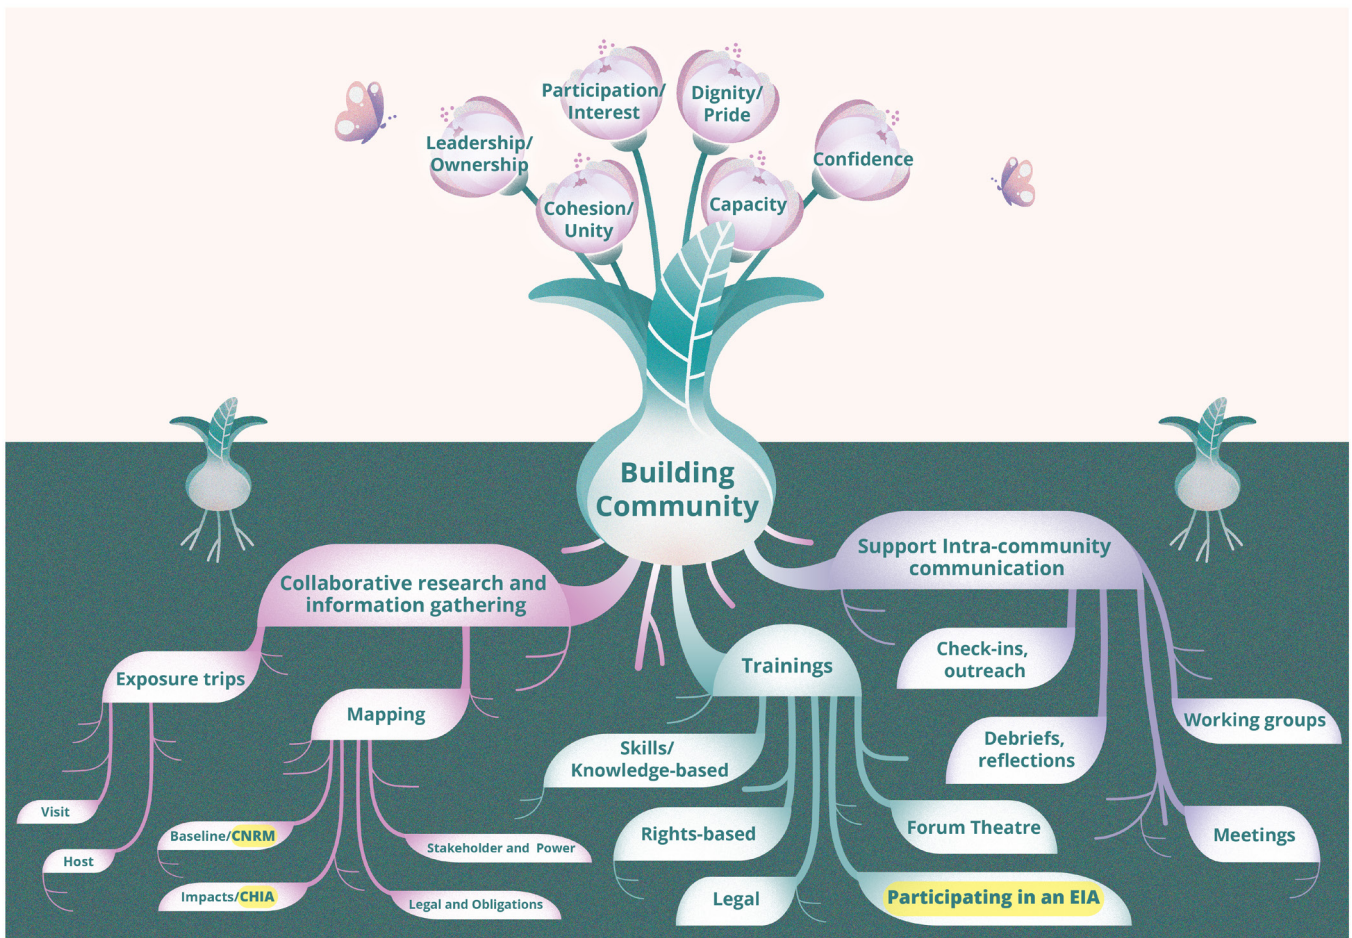 Participation/
Interest
Dignity/
Pride
Leadership/
Ownership
Confidence
Cohesion/
Unity
Capacity
Building
Community
Collaborative research and
information gathering
Support Intra-community
communication
Exposure trips
Mapping
Trainings
Check-ins,
outreach
Working groups
Debriefs,
reflections
Skills/
Knowledge-based
Visit
Host
Baseline/CNRM
Impacts/CHIA
Stakeholder and Power
Legal and Obligations
Rights-based
Legal
Forum Theatre
Participating in an EIA
Meetings